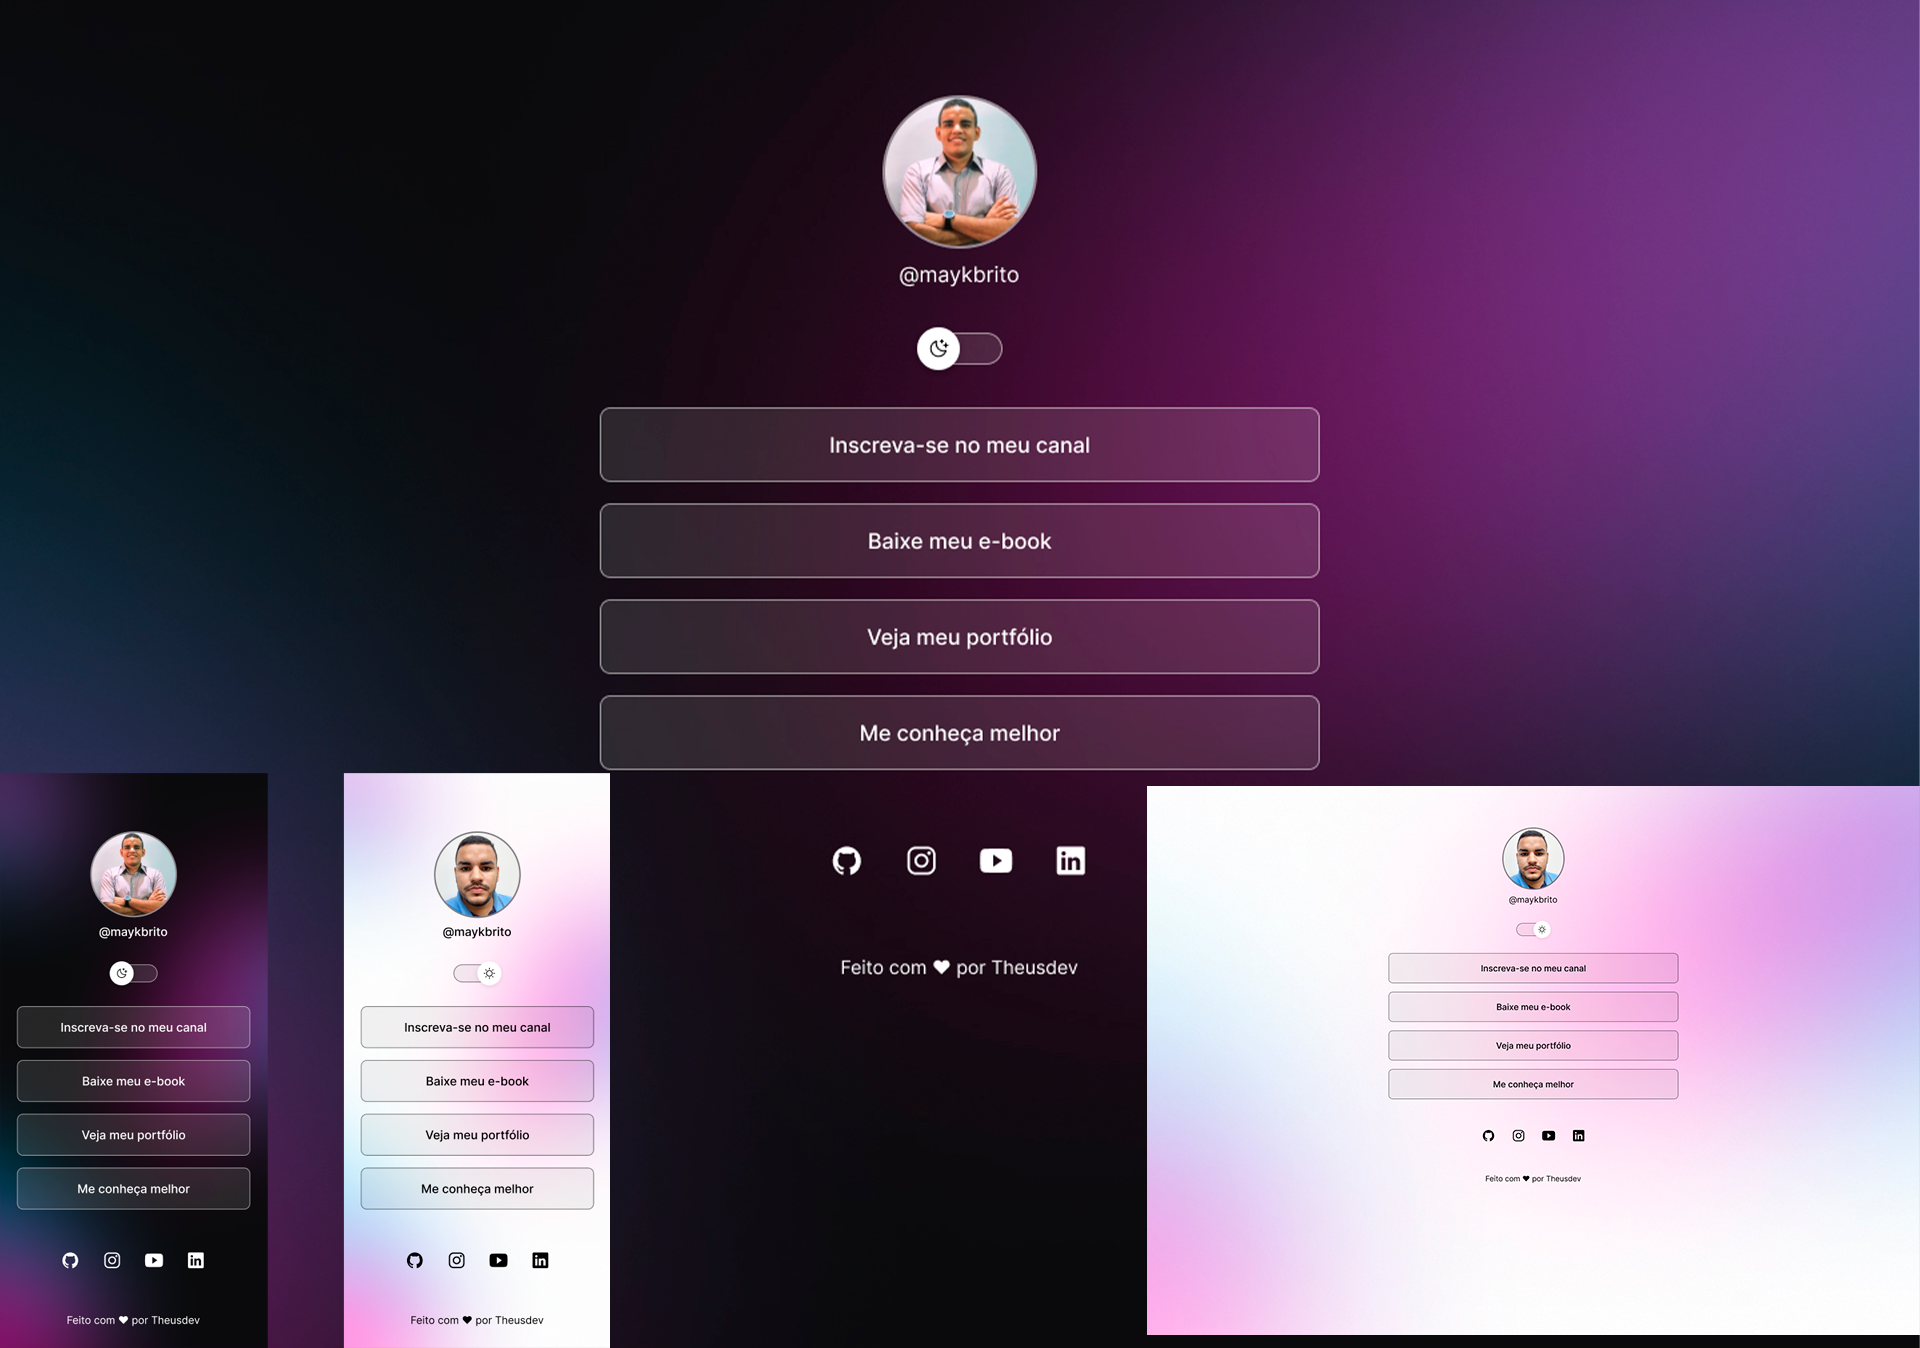 @maykbrito
Inscreva-se no meu canal
Baixe meu e-book
Veja meu portfólio
Me conheça melhor
Feito com ♥ por Theusdev
@maykbrito
Inscreva-se no meu canal
Baixe meu e-book
Veja meu portfólio
Me conheça melhor
Feito com ♥ por Theusdev
@maykbrito
Inscreva-se no meu canal
Baixe meu e-book
Veja meu portfólio
Me conheça melhor
Feito com ♥ por Theusdev
@maykbrito
Inscreva-se no meu canal
Baixe meu e-book
Veja meu portfólio
Me conheça melhor
Feito com ♥ por Theusdev